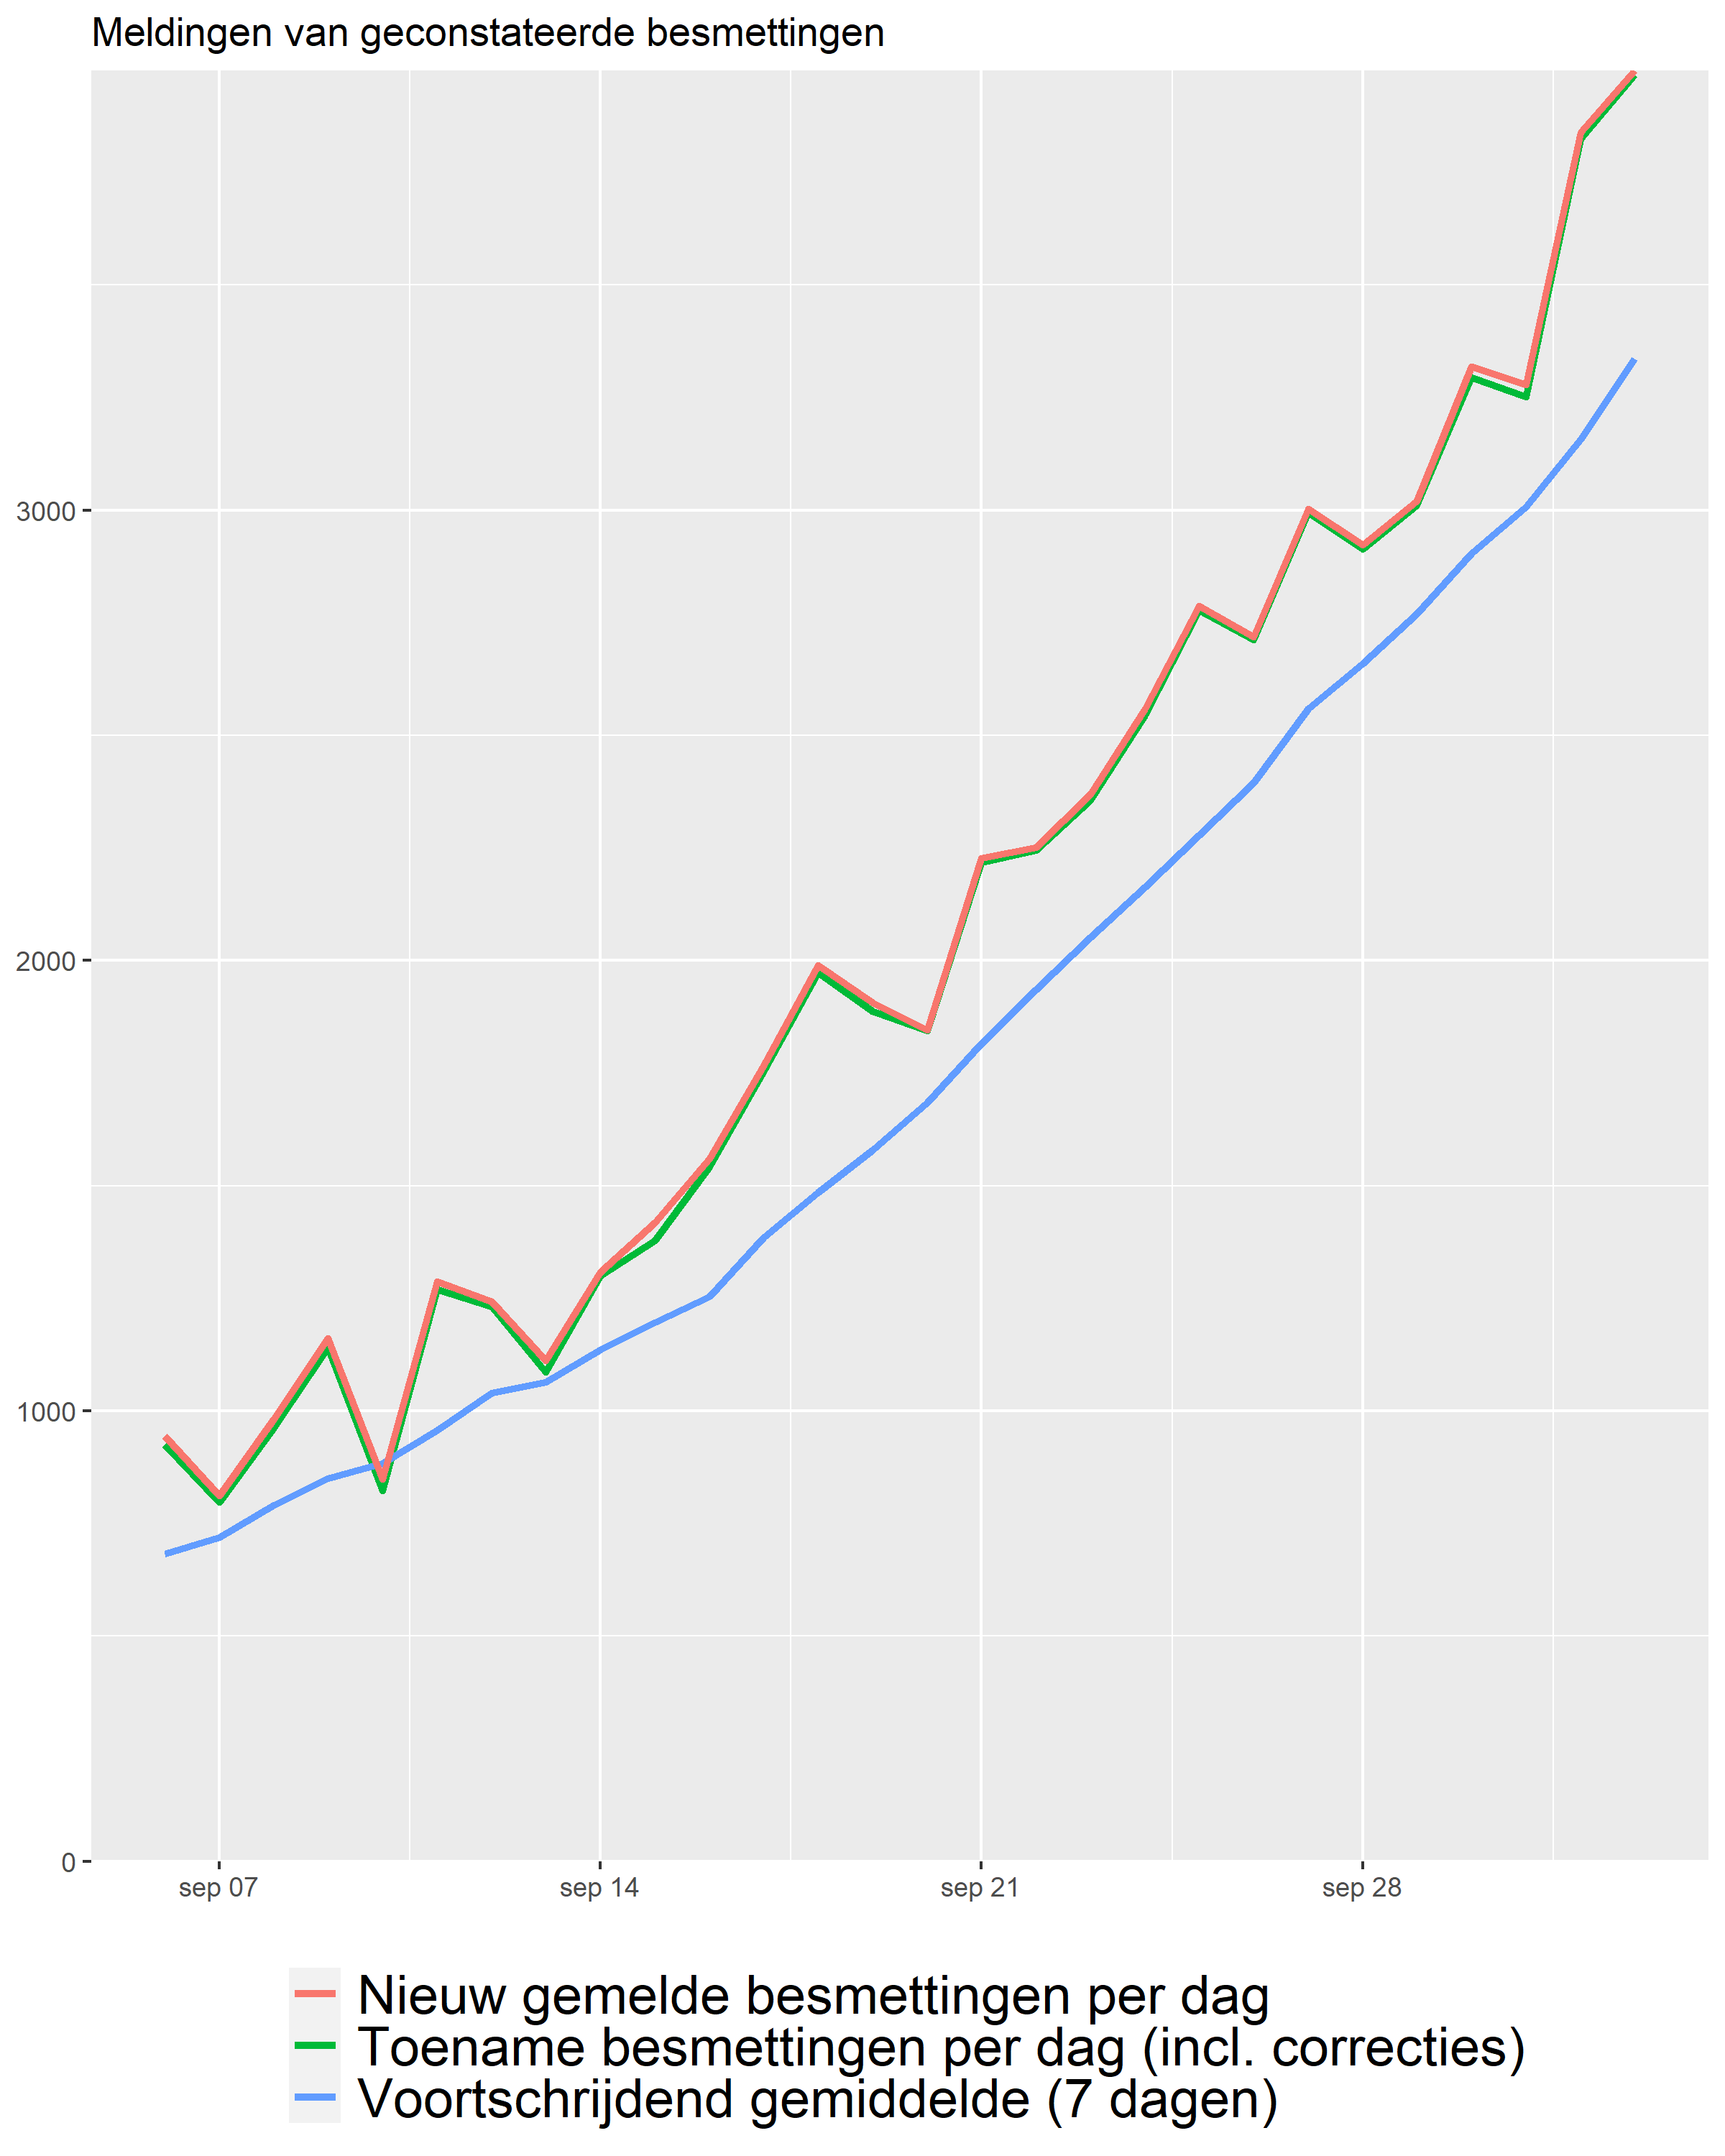 Meldingen van geconstateerde besmettingen
3000
2000
1000
0
sep 07 sep 14 sep 21 sep 28
Nieuw gemelde besmettingen per dag
Toename besmettingen per dag (incl. correcties)
Voortschrijdend gemiddelde (7 dagen)